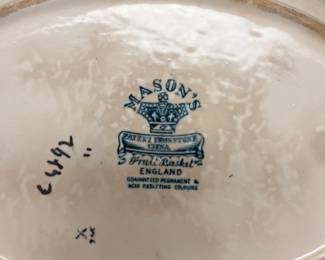 MASON'S
PATENT IRONSTONE
CHINA
Fruit Basket
ENGLAND
GUARANTEED PERMANENT &
ACID RESISTING COLOURS